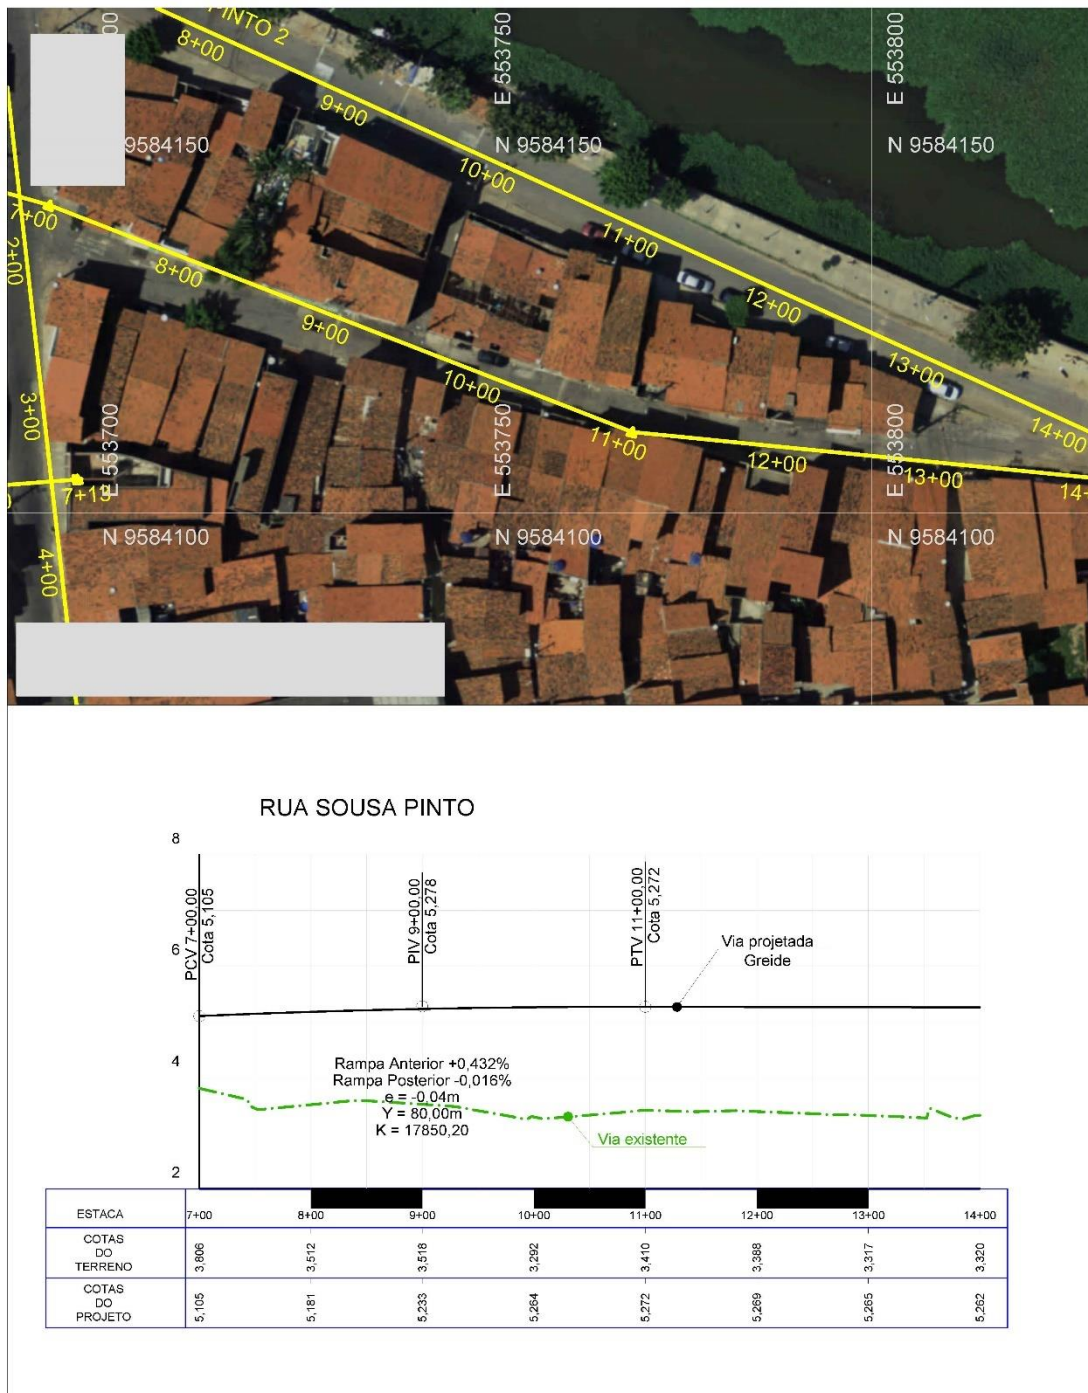 PINTO 2
8+00
9+00
10+00
11+00
12+00
13+00
14+00
E 553750
E 553800
N 9584150
N 9584150
N 9584150
7+00
2+00
8+00
9+00
10+00
11+00
12+00
13+00
3+00
E 553700
E 553750
E 553800
7+13
4+00
N 9584100
N 9584100
N 9584100
RUA SOUSA PINTO
8
6
4
2
PCV 7+00,00
Cota 5,105
PIV 9+00,00
Cota 5,278
PTV 11+00,00
Cota 5,272
Via projetada
Greide
Rampa Anterior +0,432%
Rampa Posterior -0,016%
e = -0,04m
Y = 80,00m
K = 17850,20
Via existente
ESTACA 7+00 8+00 9+00 10+00 11+00 12+00 13+00 14+00
COTAS
DO
TERRENO
3,806 3,512 3,518 3,292 3,410 3,388 3,317 3,320
COTAS
DO
PROJETO
5,105 5,181 5,233 5,264 5,272 5,269 5,265 5,262